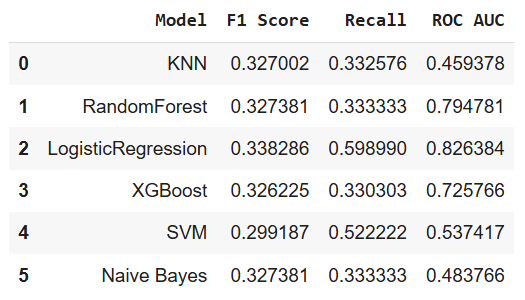 Model F1 Score Recall ROC AUC
0 KNN 0.327002 0.332576 0.459378
1 RandomForest 0.327381 0.333333 0.794781
2 LogisticRegression 0.338286 0.598990 0.826384
3 XGBoost 0.326225 0.330303 0.725766
4 SVM 0.299187 0.522222 0.537417
5 Naive Bayes 0.327381 0.333333 0.483766